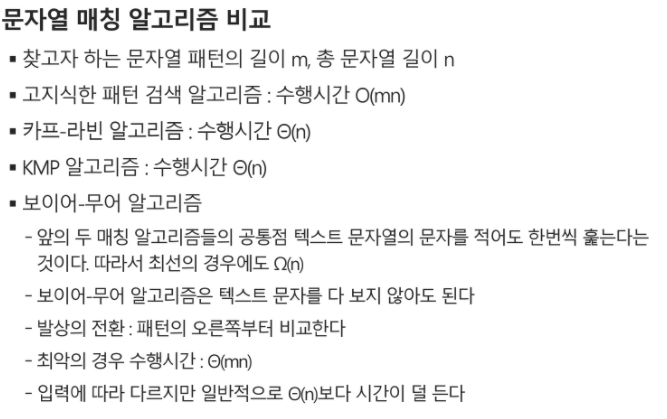 문자열 매칭 알고리즘 비교
▪ 찾고자 하는 문자열 패턴의 길이 m, 총 문자열 길이 n
▪ 고지식한 패턴 검색 알고리즘 : 수행시간 O(mn)
▪ 카프-라빈 알고리즘 : 수행시간 Θ(n)
▪ KMP 알고리즘 : 수행시간 Θ(n)
▪ 보이어-무어 알고리즘
- 앞의 두 매칭 알고리즘들의 공통점 텍스트 문자열의 문자를 적어도 한번씩 훑는다는
것이다. 따라서 최선의 경우에도 Ω(n)
- 보이어-무어 알고리즘은 텍스트 문자를 다 보지 않아도 된다
- 발상의 전환 : 패턴의 오른쪽부터 비교한다
- 최악의 경우 수행시간 : Θ(mn)
- 입력에 따라 다르지만 일반적으로 Θ(n)보다 시간이 덜 든다